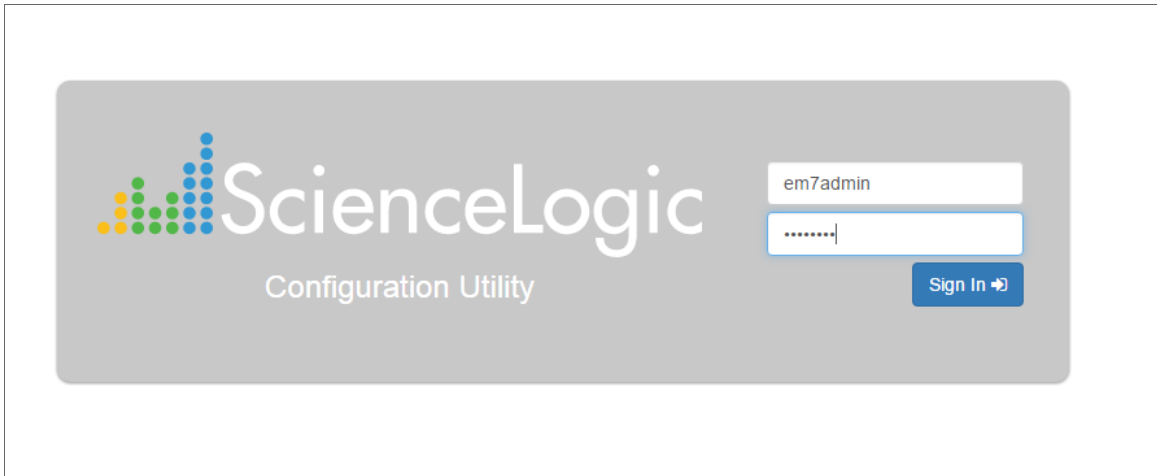 ScienceLogic
Configuration Utility
em7admin
••••••••
Sign In